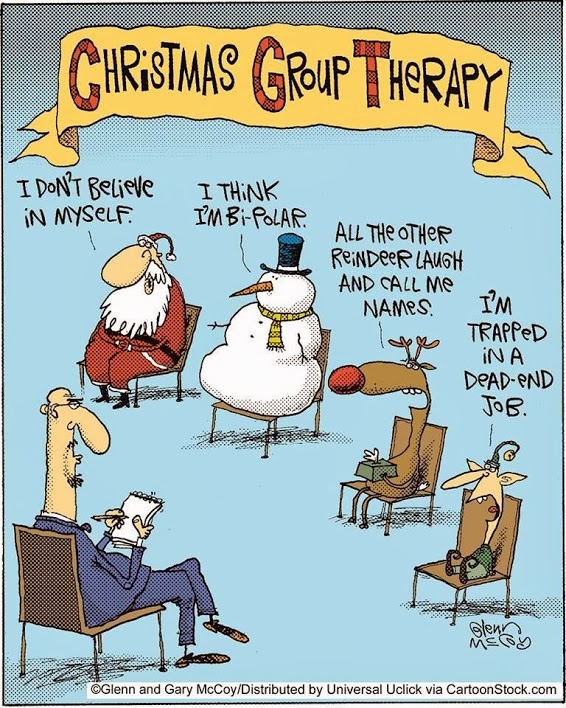 CHRISTMAS GROUP THERAPY
I DON'T BELIEVE
IN MYSELF.
I THINK
I'M BI-POLAR.
ALL THE OTHER
REINDEER LAUGH
AND CALL ME
NAMES.
I'M
TRAPPED
IN A
DEAD-END
JOB.
Glenn
McCoy
©Glenn and Gary McCoy/Distributed by Universal Uclick via CartoonStock.com